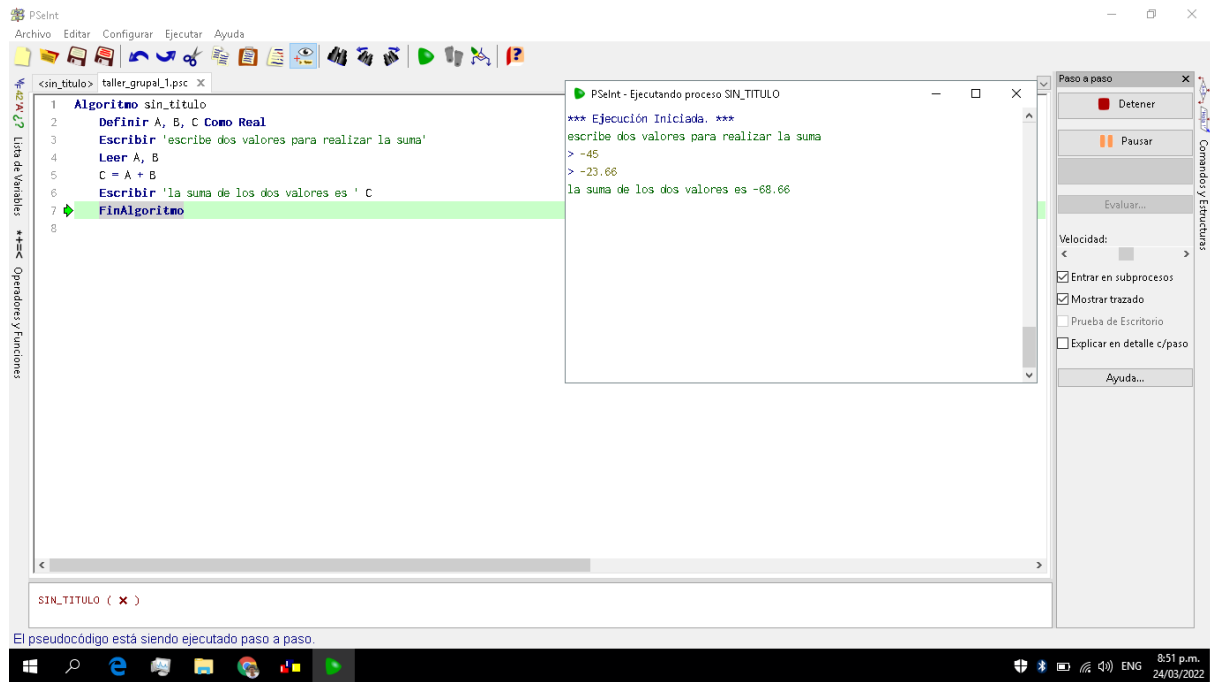 PSeInt
Archivo Editar Configurar Ejecutar Ayuda
<sin_titulo> taller_grupal_1.psc X
1 Algoritmo sin_titulo
2 Definir A, B, C Como Real
3 Escribir 'escribe dos valores para realizar la suma'
4 Leer A, B
5 C = A + B
6 Escribir 'la suma de los dos valores es ' C
7 FinAlgoritmo
8
Lista de Variables
Operadores y Funciones
PSeInt - Ejecutando proceso SIN_TITULO
*** Ejecución Iniciada. ***
escribe dos valores para realizar la suma
> -45
> -23.66
la suma de los dos valores es -68.66
Paso a paso
Detener
Pausar
Evaluar...
Velocidad:
Entrar en subprocesos
Mostrar trazado
Prueba de Escritorio
Explicar en detalle c/paso
Ayuda...
Comandos y Estructuras
SIN_TITULO ( × )
El pseudocódigo está siendo ejecutado paso a paso.
ENG
8:51 p.m.
24/03/2022